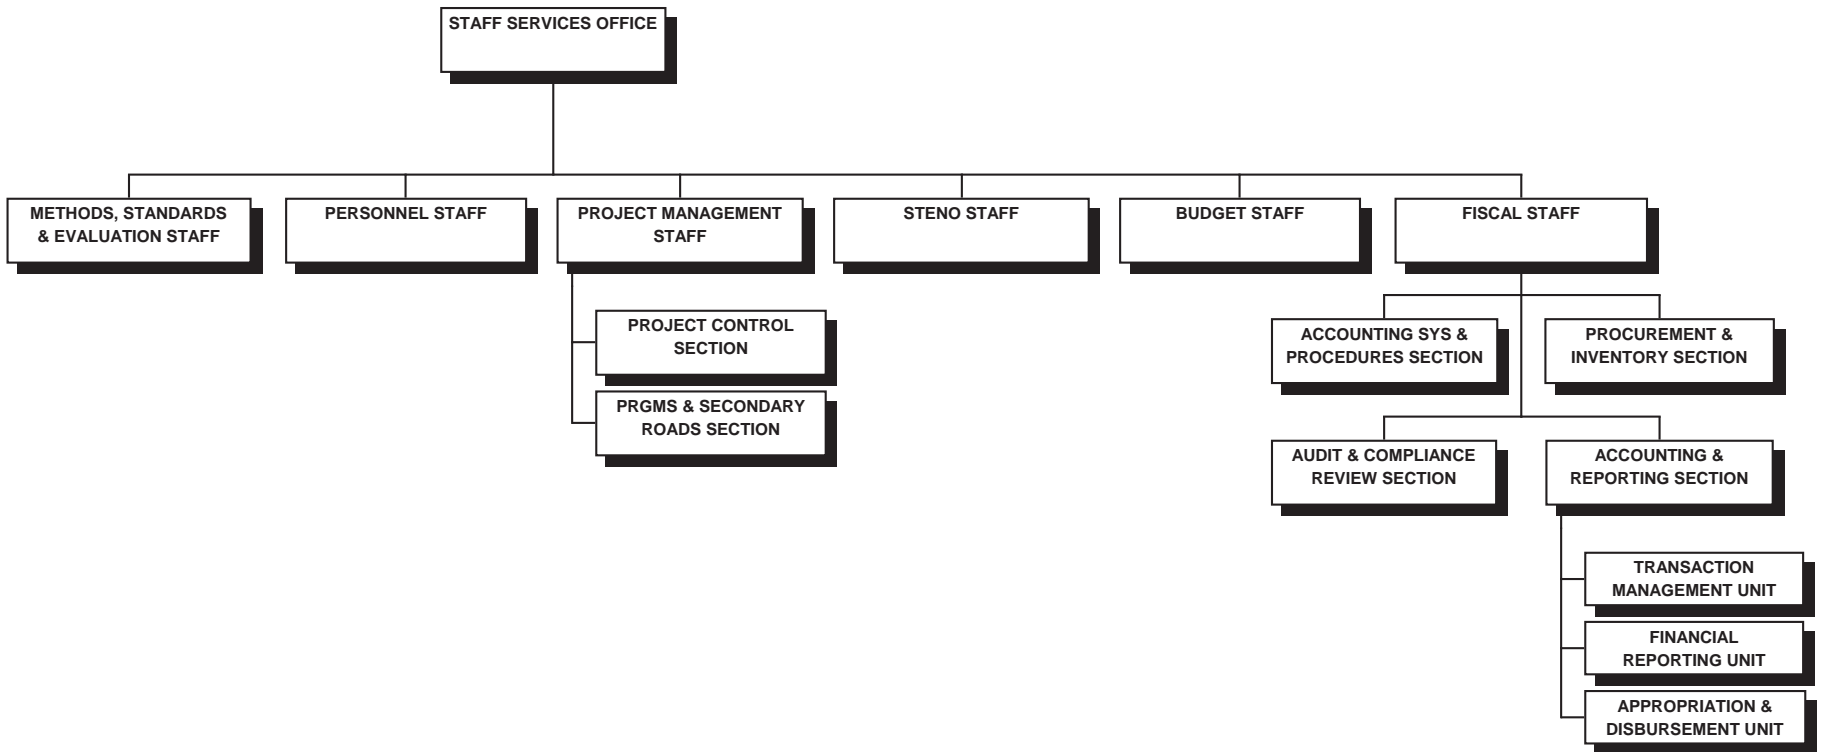 STAFF SERVICES OFFICE
METHODS, STANDARDS
& EVALUATION STAFF
PERSONNEL STAFF
PROJECT MANAGEMENT
STAFF
STENO STAFF
BUDGET STAFF
FISCAL STAFF
PROJECT CONTROL
SECTION
PRGMS & SECONDARY
ROADS SECTION
ACCOUNTING SYS &
PROCEDURES SECTION
PROCUREMENT &
INVENTORY SECTION
AUDIT & COMPLIANCE
REVIEW SECTION
ACCOUNTING &
REPORTING SECTION
TRANSACTION
MANAGEMENT UNIT
FINANCIAL
REPORTING UNIT
APPROPRIATION &
DISBURSEMENT UNIT